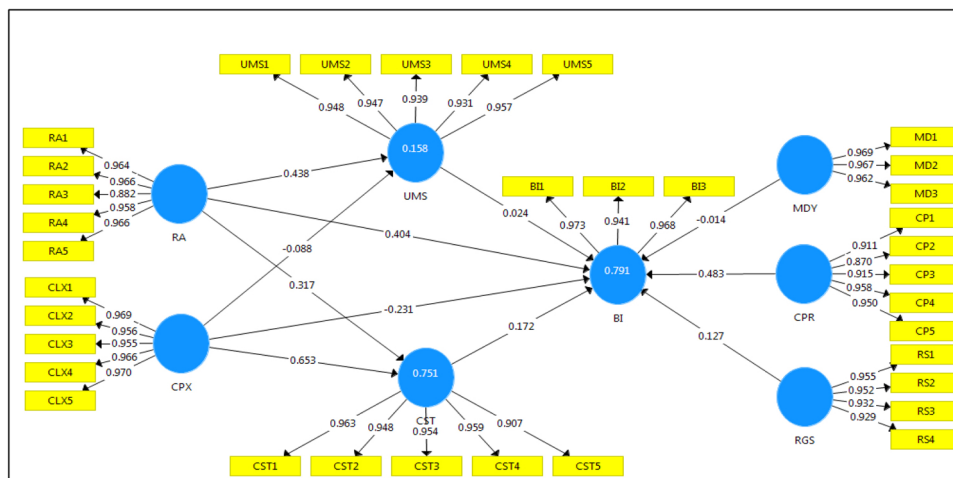 UMS1 UMS2 UMS3 UMS4 UMS5
0.948 0.947 0.939 0.931 0.957
0.158
UMS
RA1
RA2
RA3
RA4
RA5
0.964
0.966
0.882
0.958
0.966
RA
0.438
0.404
0.317
-0.088
BI1 BI2 BI3
0.973 0.941 0.968
0.024
-0.014
0.791
BI
MD1
MD2
MD3
0.969
0.967
0.962
MDY
CP1
CP2
CP3
CP4
CP5
0.911
0.870
0.915
0.958
0.950
CPR
0.483
CLX1
CLX2
CLX3
CLX4
CLX5
0.969
0.956
0.955
0.966
0.970
CPX
-0.231
0.653
0.172
0.127
0.751
CST
0.963 0.948 0.954 0.959 0.907
CST1 CST2 CST3 CST4 CST5
RS1
RS2
RS3
RS4
0.955
0.952
0.932
0.929
RGS